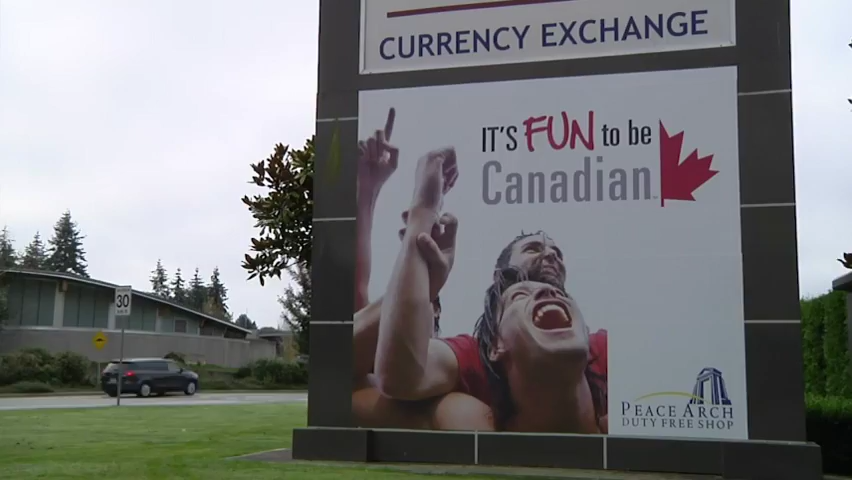 CURRENCY EXCHANGE
IT'S FUN to be
Canadian
PEACE ARCH
DUTY FREE SHOP
30